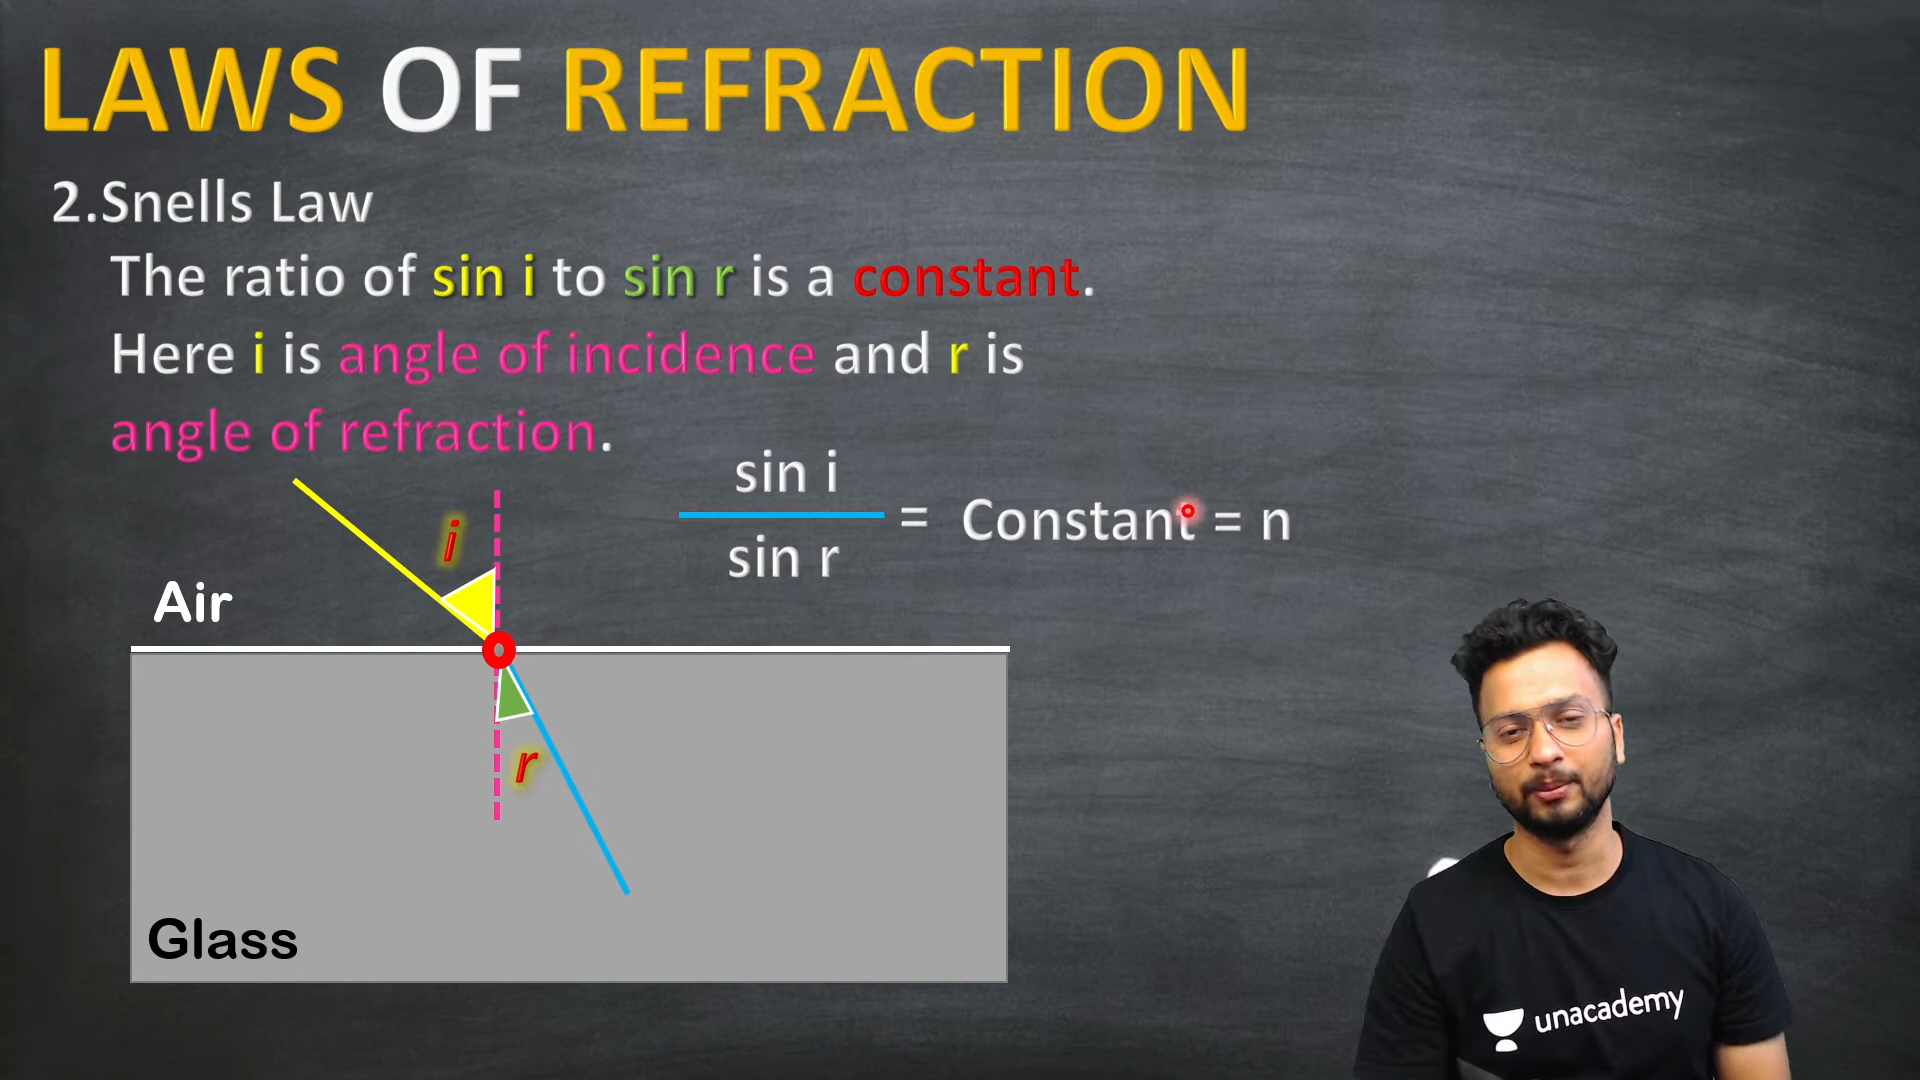 LAWS OF REFRACTION
2.Snells Law
The ratio of sin i to sin r is a constant.
Here i is angle of incidence and r is
angle of refraction.
sin i
sin r
= Constant = n
i
Air
r
Glass
unacademy